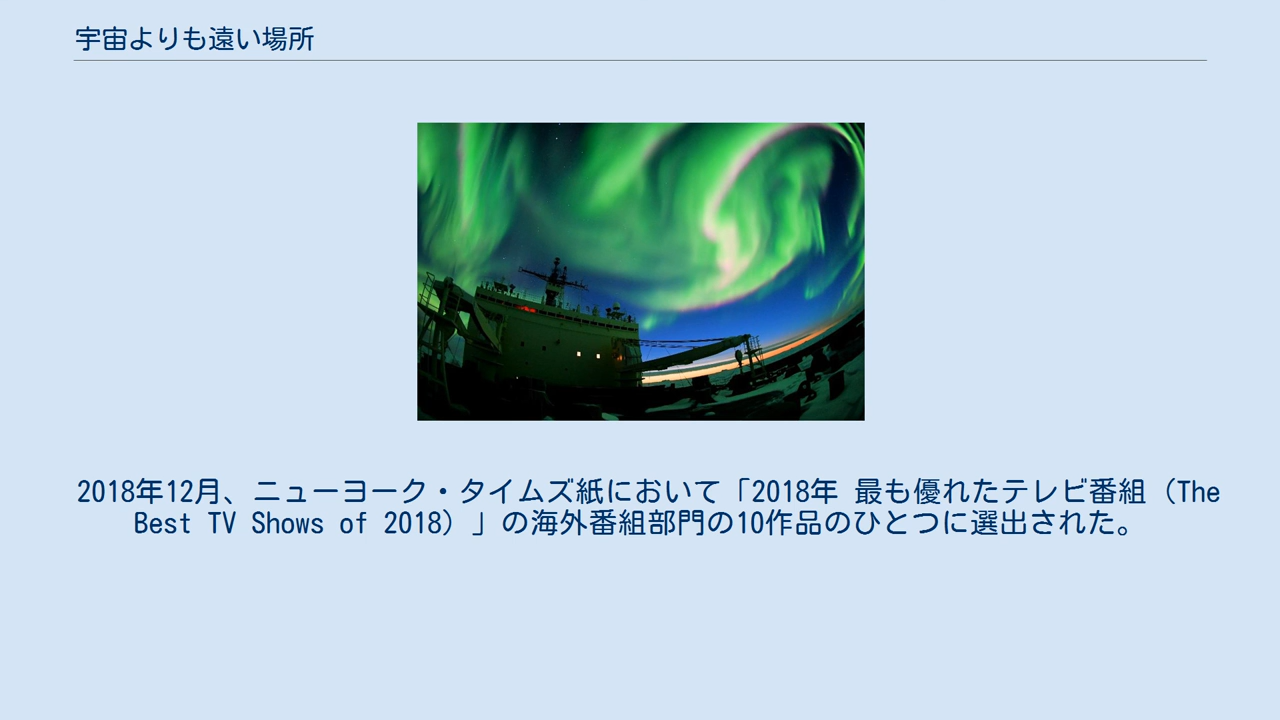 宇宙よりも遠い場所
2018年12月、ニューヨーク・タイムズ紙において「2018年 最も優れたテレビ番組（The
Best TV Shows of 2018）」の海外番組部門の10作品のひとつに選出された。